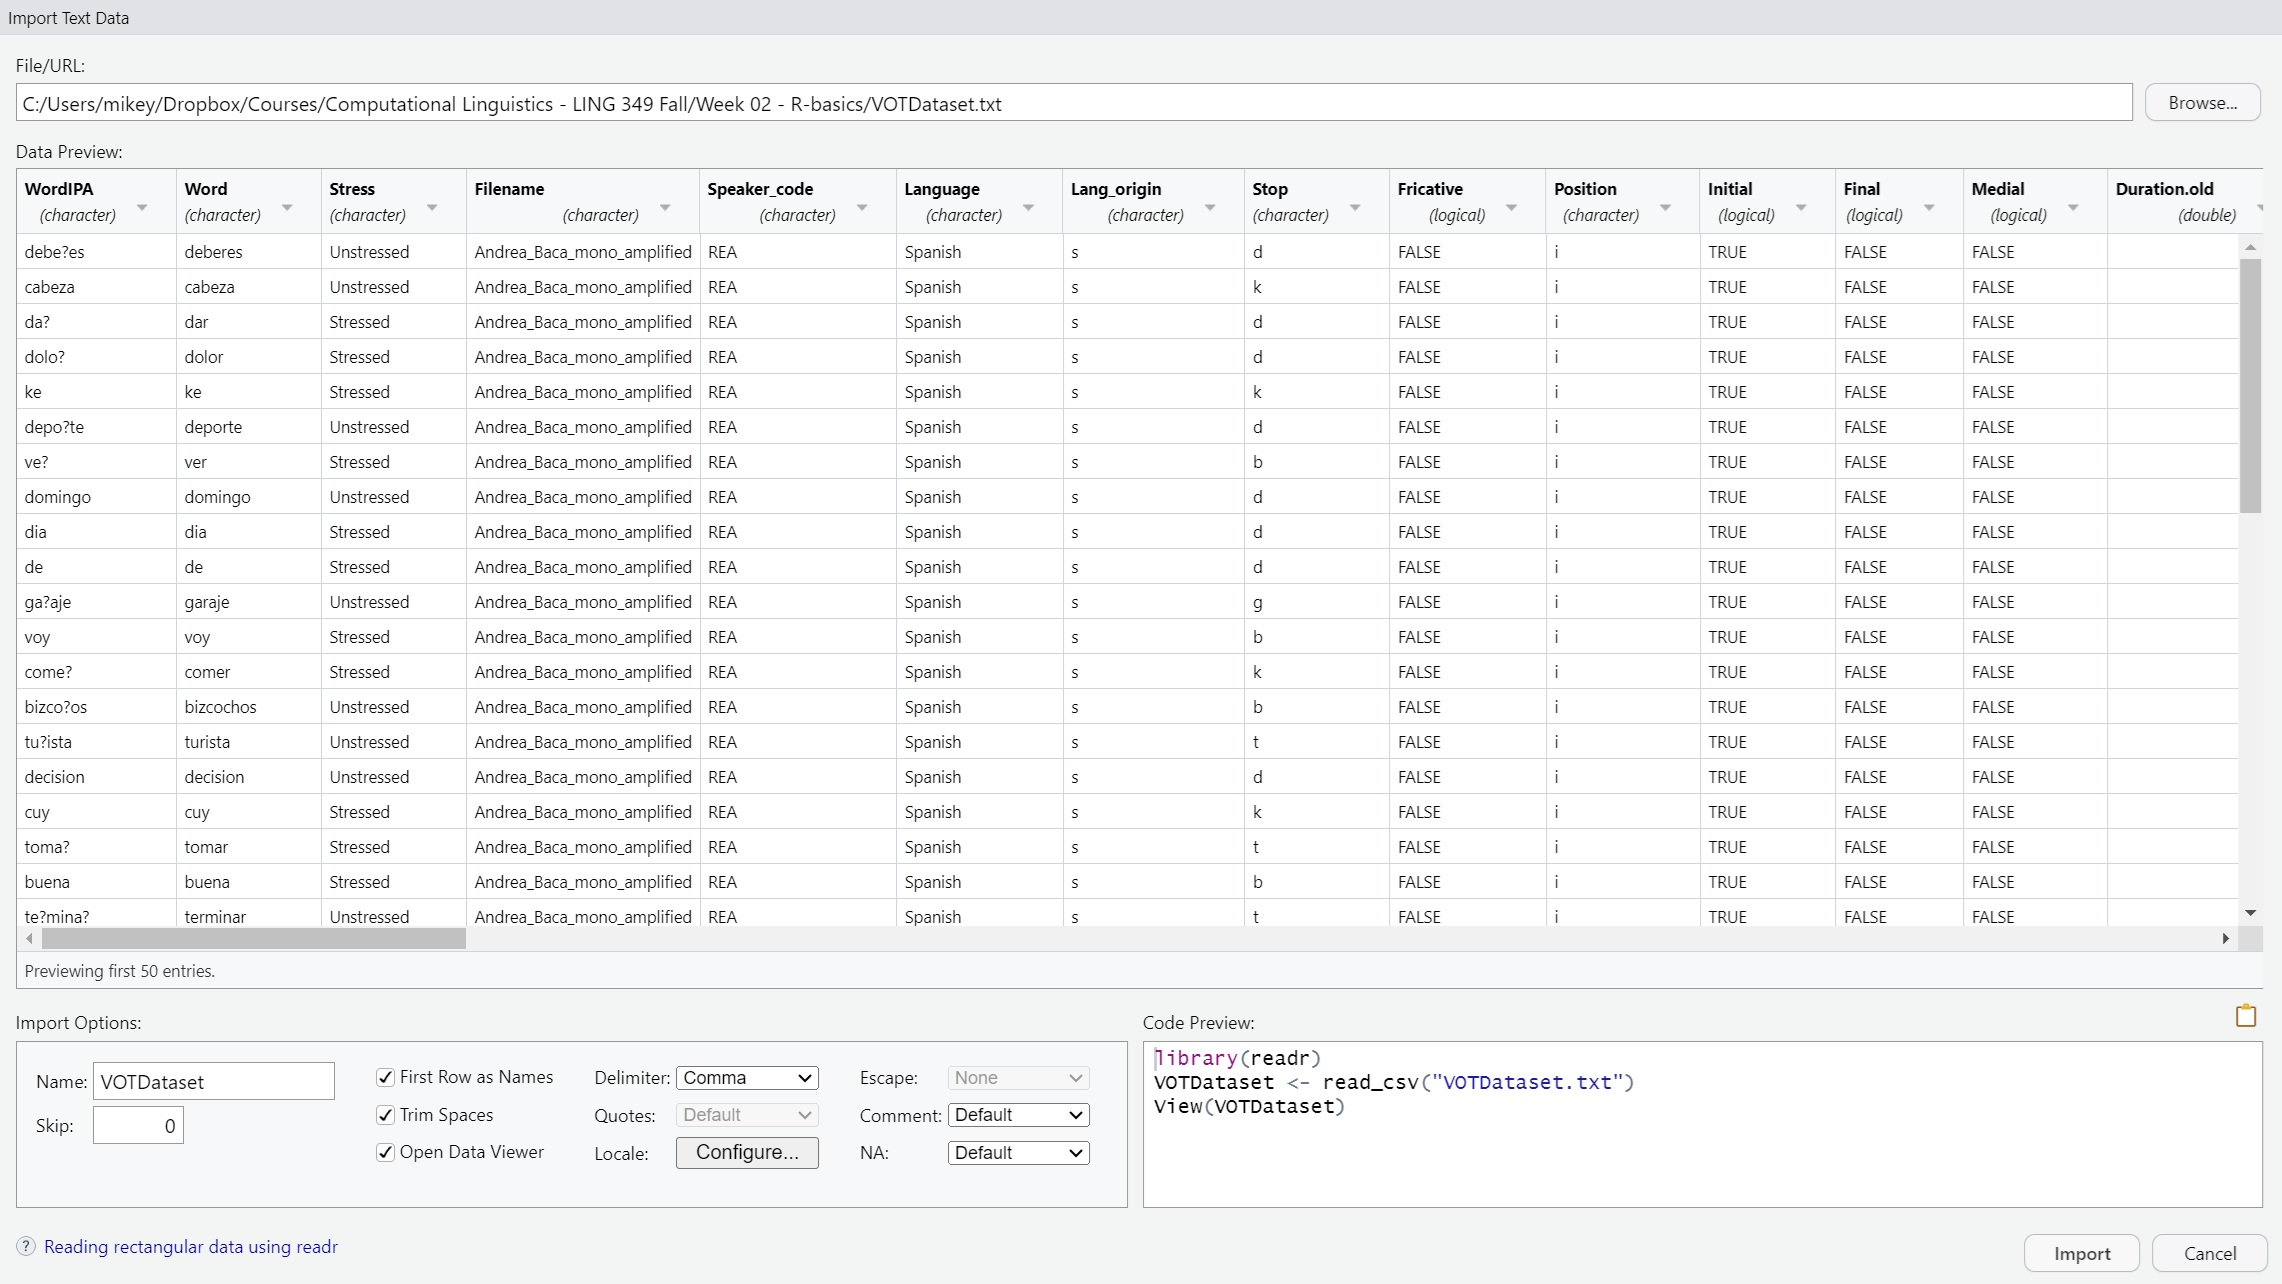 Import Text Data
File/URL:
C:/Users/mikey/Dropbox/Courses/Computational Linguistics - LING 349 Fall/Week 02 - R-basics/VOTDataset.txt Browse...
Data Preview:
WordIPA Word Stress Filename Speaker_code Language Lang_origin Stop Fricative Position Initial Final Medial Duration.old
(character) (character) (character) (character) (character) (character) (character) (character) (logical) (character) (logical) (logical) (logical) (double)
debe?es deberes Unstressed Andrea_Baca_mono_amplified REA Spanish s d FALSE i TRUE FALSE FALSE
cabeza cabeza Unstressed Andrea_Baca_mono_amplified REA Spanish s k FALSE i TRUE FALSE FALSE
da? dar Stressed Andrea_Baca_mono_amplified REA Spanish s d FALSE i TRUE FALSE FALSE
dolo? dolor Stressed Andrea_Baca_mono_amplified REA Spanish s d FALSE i TRUE FALSE FALSE
ke ke Stressed Andrea_Baca_mono_amplified REA Spanish s k FALSE i TRUE FALSE FALSE
depo?te deporte Unstressed Andrea_Baca_mono_amplified REA Spanish s d FALSE i TRUE FALSE FALSE
ve? ver Stressed Andrea_Baca_mono_amplified REA Spanish s b FALSE i TRUE FALSE FALSE
domingo domingo Unstressed Andrea_Baca_mono_amplified REA Spanish s d FALSE i TRUE FALSE FALSE
dia dia Stressed Andrea_Baca_mono_amplified REA Spanish s d FALSE i TRUE FALSE FALSE
de de Stressed Andrea_Baca_mono_amplified REA Spanish s d FALSE i TRUE FALSE FALSE
ga?aje garaje Unstressed Andrea_Baca_mono_amplified REA Spanish s g FALSE i TRUE FALSE FALSE
voy voy Stressed Andrea_Baca_mono_amplified REA Spanish s b FALSE i TRUE FALSE FALSE
come? comer Stressed Andrea_Baca_mono_amplified REA Spanish s k FALSE i TRUE FALSE FALSE
bizco?os bizcochos Unstressed Andrea_Baca_mono_amplified REA Spanish s b FALSE i TRUE FALSE FALSE
tu?ista turista Unstressed Andrea_Baca_mono_amplified REA Spanish s t FALSE i TRUE FALSE FALSE
decision decision Unstressed Andrea_Baca_mono_amplified REA Spanish s d FALSE i TRUE FALSE FALSE
cuy cuy Stressed Andrea_Baca_mono_amplified REA Spanish s k FALSE i TRUE FALSE FALSE
toma? tomar Stressed Andrea_Baca_mono_amplified REA Spanish s t FALSE i TRUE FALSE FALSE
buena buena Stressed Andrea_Baca_mono_amplified REA Spanish s b FALSE i TRUE FALSE FALSE
te?mina? terminar Unstressed Andrea_Baca_mono_amplified REA Spanish s t FALSE i TRUE FALSE FALSE
Previewing first 50 entries.
Import Options:
Name: VOTDataset First Row as Names Delimiter: Comma Escape: None
Skip: 0 Trim Spaces Quotes: Default Comment: Default
Open Data Viewer Locale: Configure... NA: Default
Code Preview:
library(readr)
VOTDataset <- read_csv("VOTDataset.txt")
View(VOTDataset)
? Reading rectangular data using readr
Import Cancel